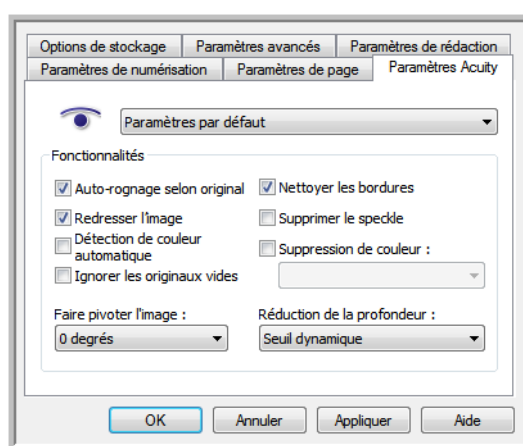 Options de stockage Paramètres avancés Paramètres de rédaction
Paramètres de numérisation Paramètres de page Paramètres Acuity
Paramètres par défaut
Fonctionnalités
Auto-rognage selon original Nettoyer les bordures
Redresser l'image Supprimer le speckle
Détection de couleur
automatique
Suppression de couleur :
Ignorer les originaux vides
Faire pivoter l'image : Réduction de la profondeur :
0 degrés Seuil dynamique
OK Annuler Appliquer Aide